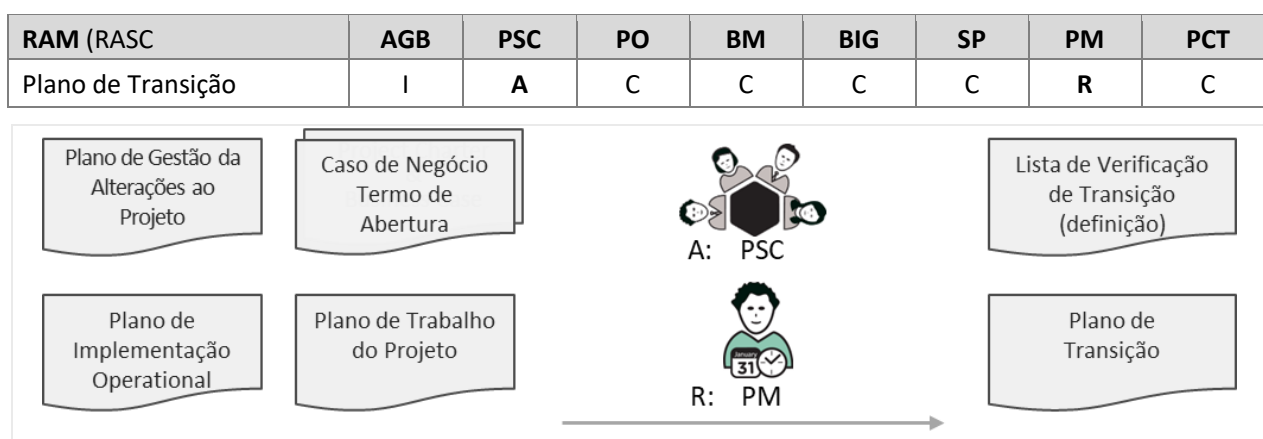 RAM (RASC AGB PSC PO BM BIG SP PM PCT
Plano de Transição I A C C C C R C
Plano de Gestão da
Alterações ao
Projeto
Caso de Negócio
Termo de
Abertura
A: PSC
Lista de Verificação
de Transição
(definição)
Plano de
Implementação
Operational
Plano de Trabalho
do Projeto
January
31
R: PM
Plano de
Transição